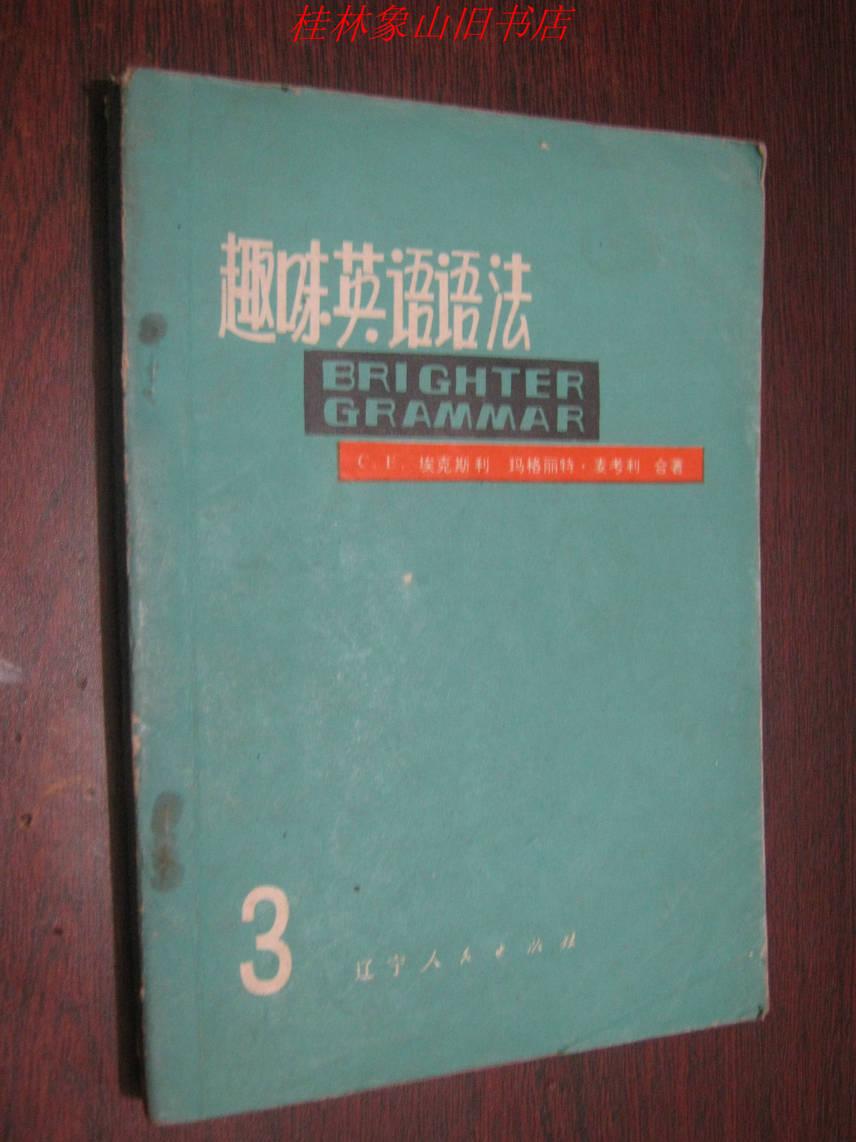 桂林象山旧书店
趣味英语语法
BRIGHTER
GRAMMAR
C.E. 埃克斯利 玛格丽特·麦考利 合著
3
辽宁人民出版社